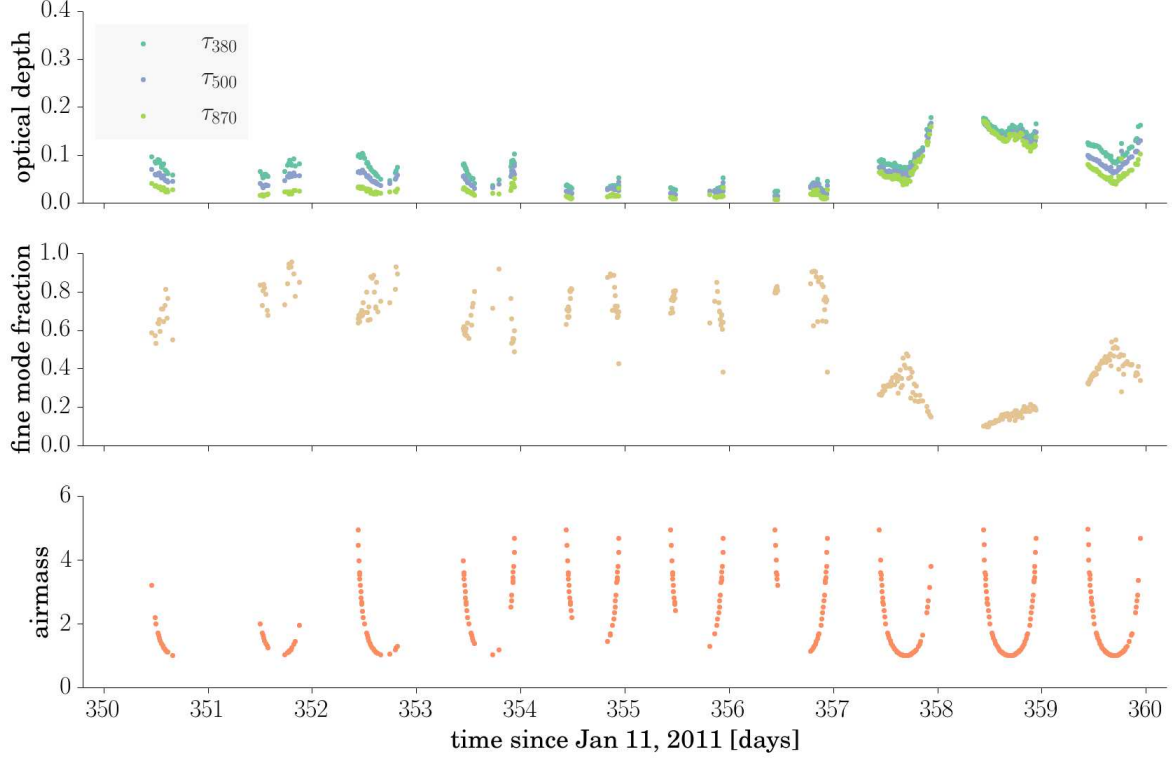 0.4
0.3
0.2
0.1
0.0
optical depth
τ380
τ500
τ870
1.0
0.8
0.6
0.4
0.2
0.0
fine mode fraction
6
4
2
0
airmass
350 351 352 353 354 355 356 357 358 359 360
time since Jan 11, 2011 [days]